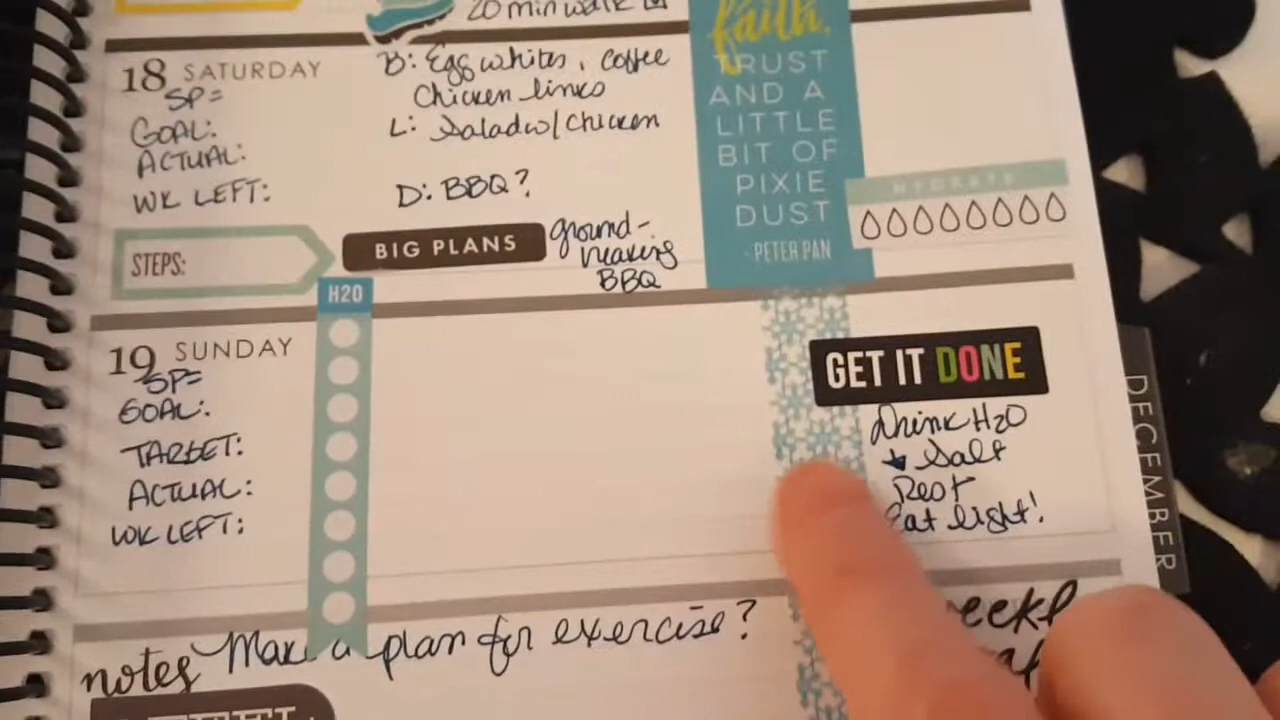 20 min walk
faith,
TRUST
AND A
LITTLE
BIT OF
PIXIE
DUST
- PETER PAN
18 SATURDAY
SP=
GOAL:
ACTUAL:
WK LEFT:
B: Egg whites, coffee
Chicken links
L: Salad w/chicken
D: BBQ?
HYDRATE
STEPS:
BIG PLANS
ground-
BBQ
H20
19 SUNDAY
SP=
GOAL:
TARGET:
ACTUAL:
WK LEFT:
GET IT DONE
Drink H2O
↓ Salt
Rest
Eat light!
DECEMBER
notes Make a plan for exercise?